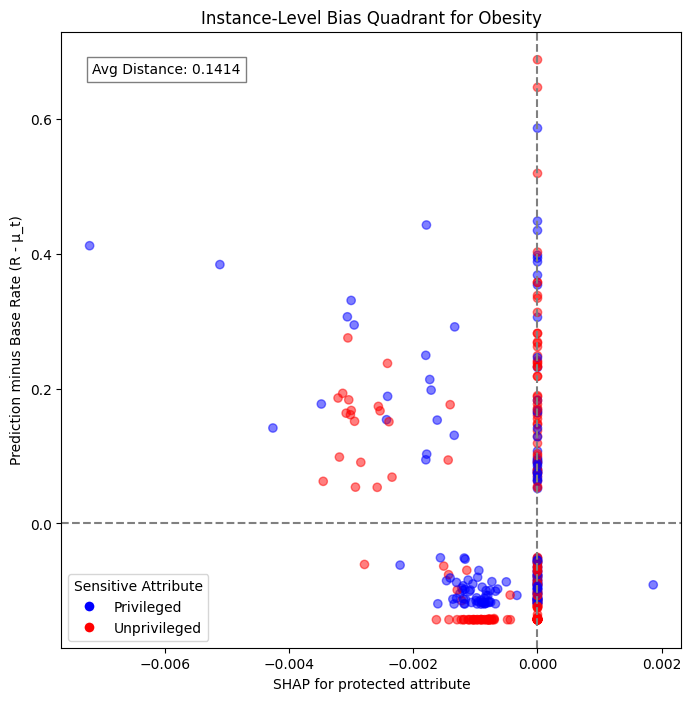 Instance-Level Bias Quadrant for Obesity
Avg Distance: 0.1414
Prediction minus Base Rate (R - μ_t)
0.6
0.4
0.2
0.0
Sensitive Attribute
Privileged
Unprivileged
−0.006
−0.004
−0.002
0.000
0.002
SHAP for protected attribute